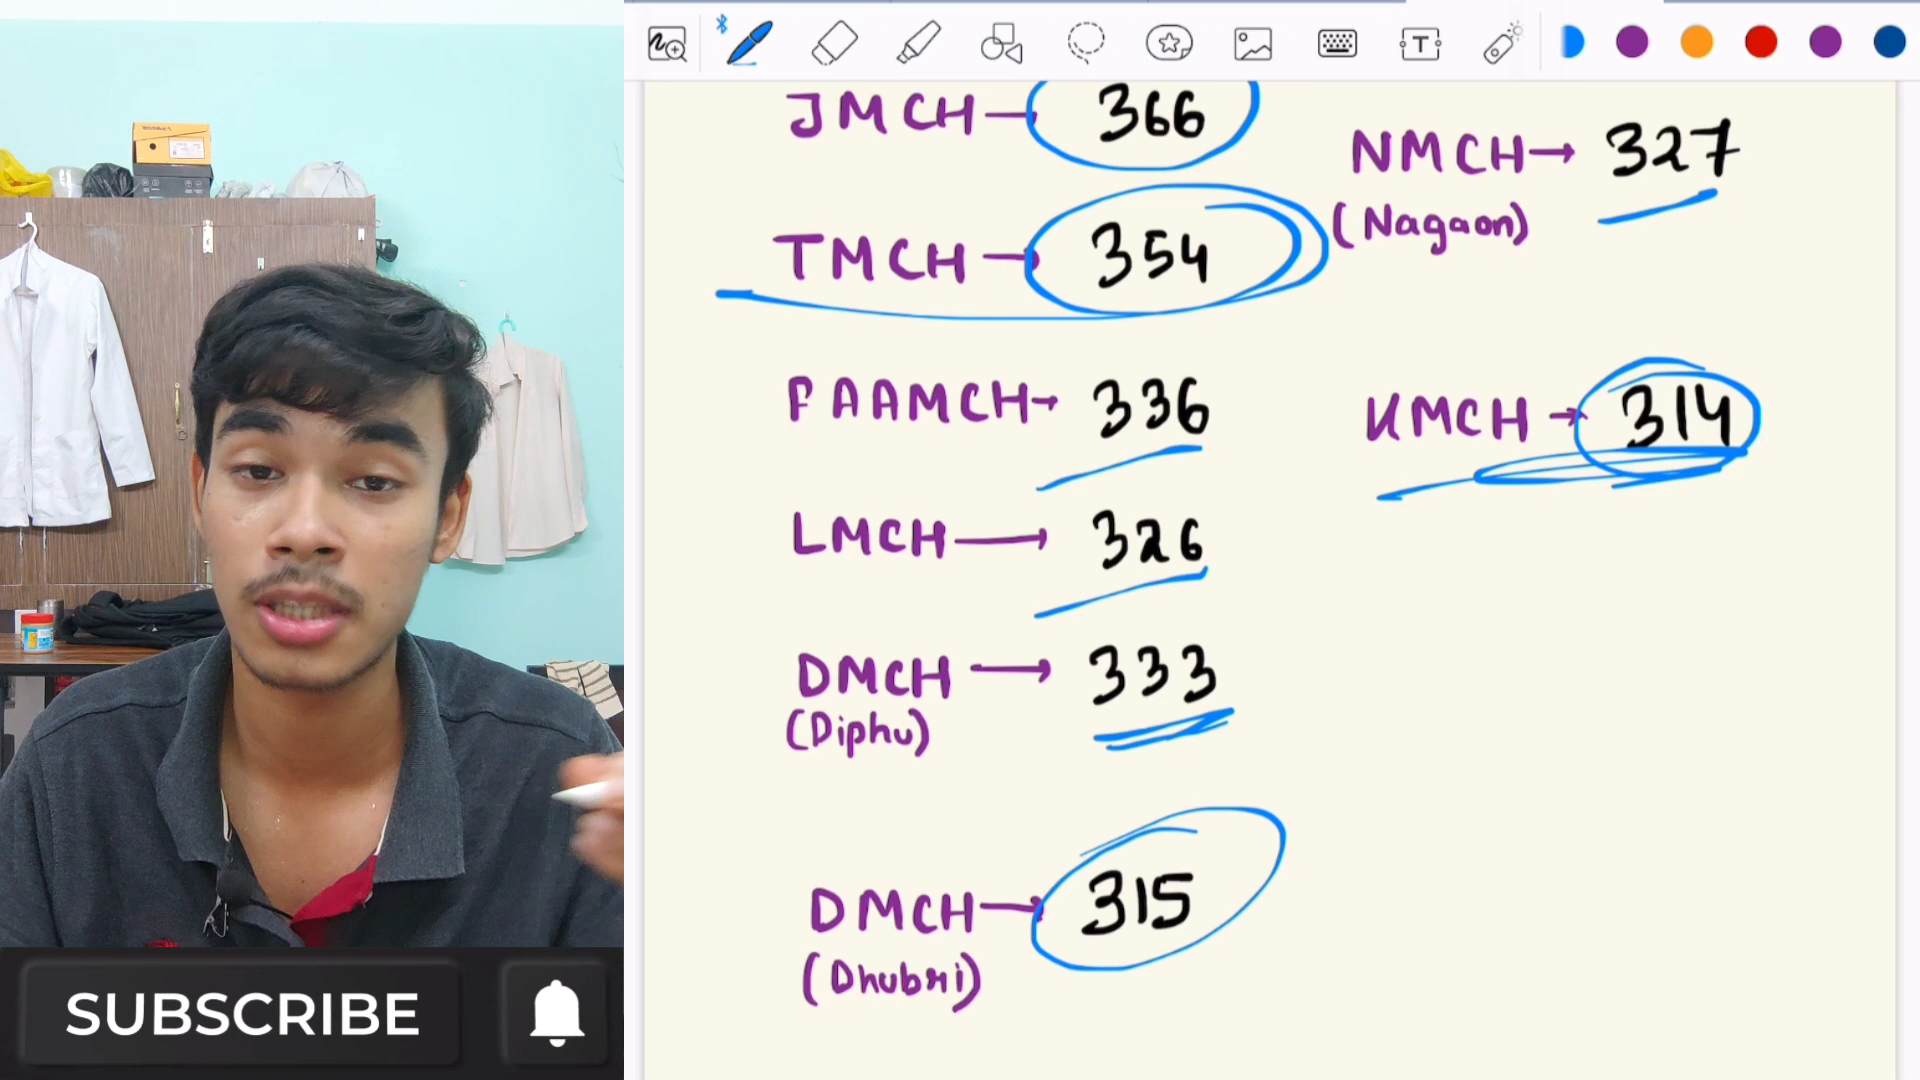 JMCH→ 366
TMCH→ 354
FAAMCH→ 336
LMCH→ 326
DMCH→ 333
(Diphu)
DMCH→ 315
(Dhubri)
NMCH→ 327
(Nagaon)
KMCH→ 314
T
SUBSCRIBE